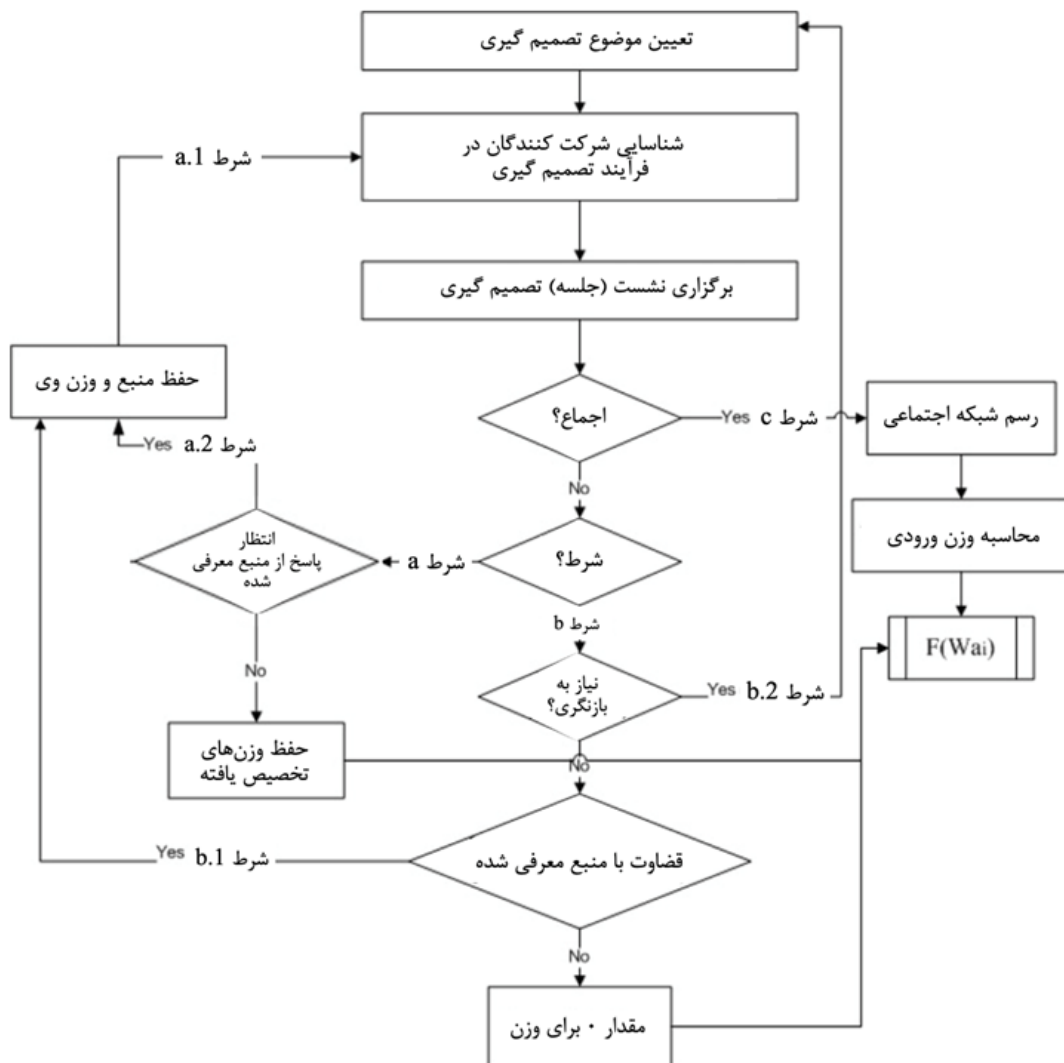 تعیین موضوع تصمیم گیری
شناسایی شرکت کنندگان در
فرآیند تصمیم گیری
شرط a.1
برگزاری نشست (جلسه) تصمیم گیری
حفظ منبع و وزن وی
اجماع؟
Yes شرط c
رسم شبکه اجتماعی
Yes شرط a.2
No
محاسبه وزن ورودی
انتظار
پاسخ از منبع معرفی
شده
شرط a
شرط؟
شرط b
F(Wai)
No
نیاز به
بازنگری؟
Yes شرط b.2
حفظ وزن‌های
تخصیص یافته
No
قضاوت با منبع معرفی شده
Yes شرط b.1
No
مقدار ۰ برای وزن